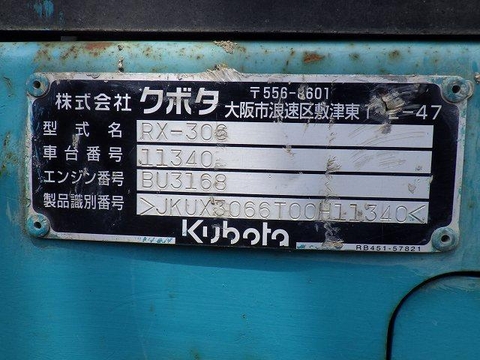 株式会社 クボタ 〒556-8601
大阪市浪速区敷津東 47
型式名 RX-306
車台番号 11340
エンジン番号 BU3168
製品識別番号 >JKUX3066T00H11340<
Kubota
RB451-57821